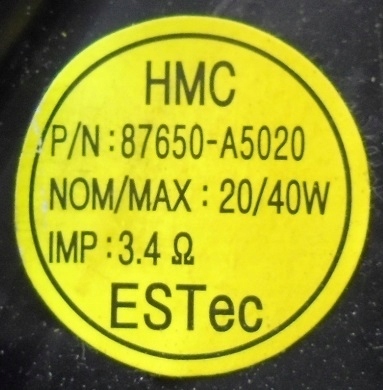 HMC
P/N:87650-A5020
NOM/MAX: 20/40W
IMP:3.4 Ω
ESTec